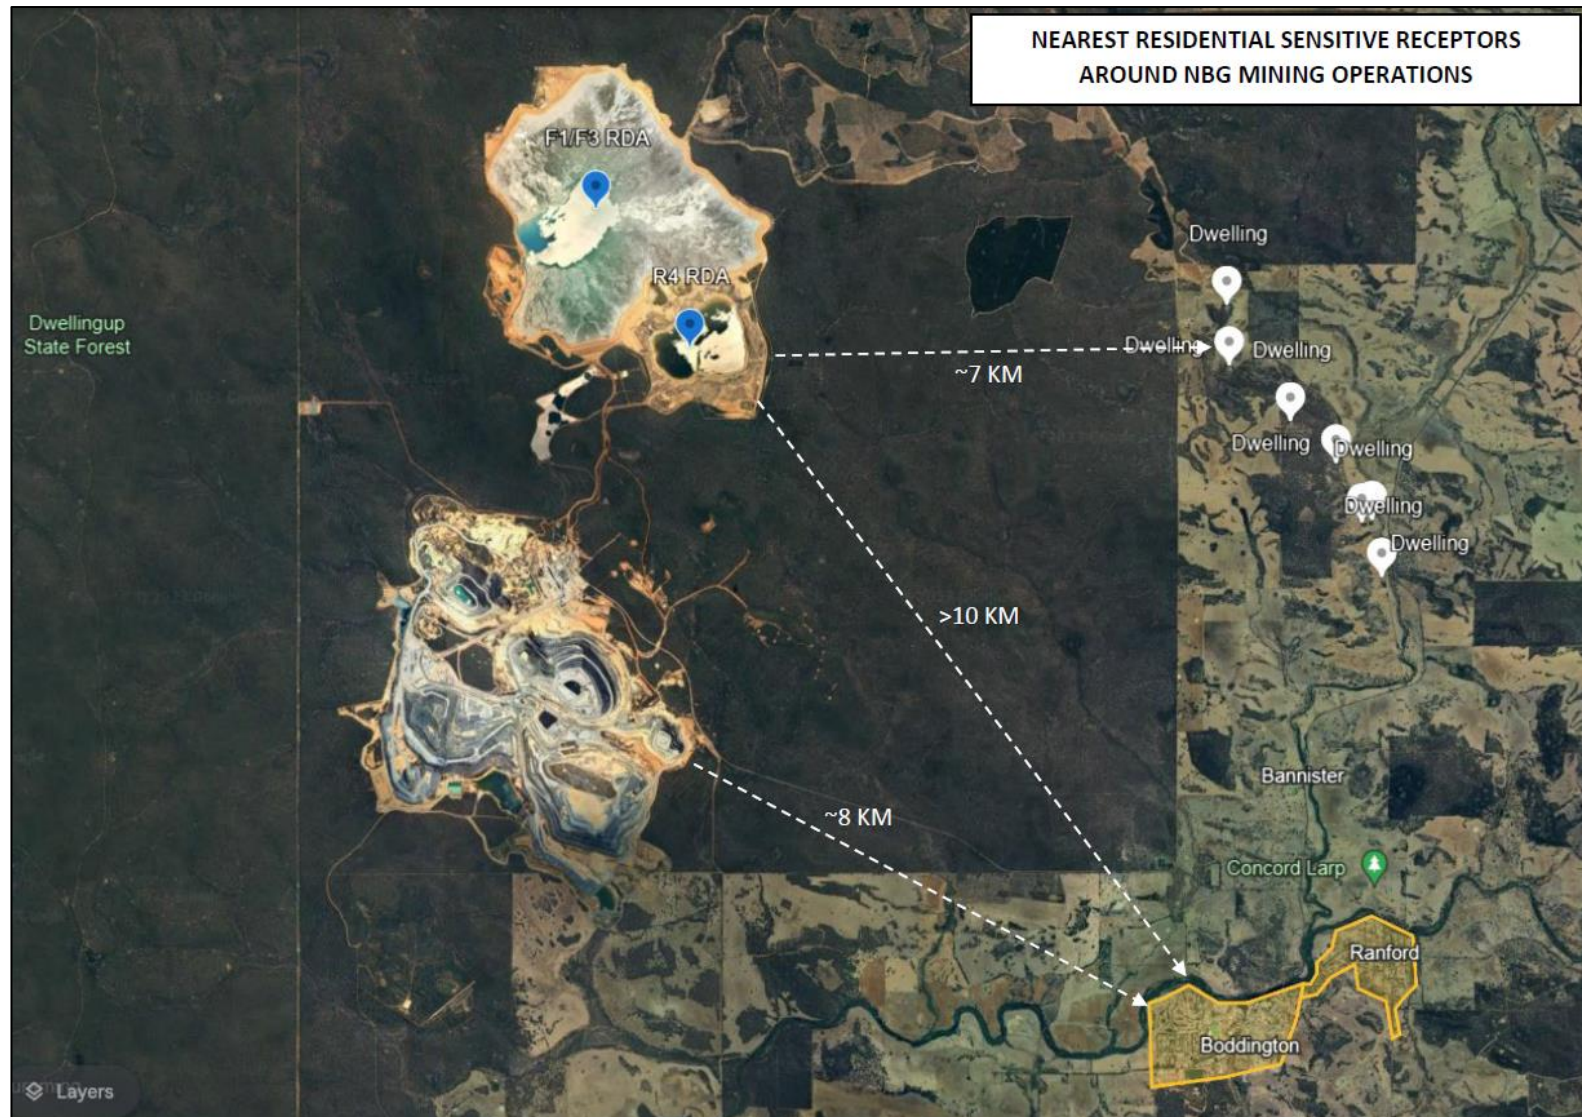 NEAREST RESIDENTIAL SENSITIVE RECEPTORS
AROUND NBG MINING OPERATIONS
F1/F3 RDA
R4 RDA
Dwelling
Dwellingup
State Forest
Dwelling
Dwelling
~7 KM
Dwelling
Dwelling
Dwelling
Dwelling
>10 KM
Bannister
~8 KM
Concord Larp
Ranford
Boddington
Layers